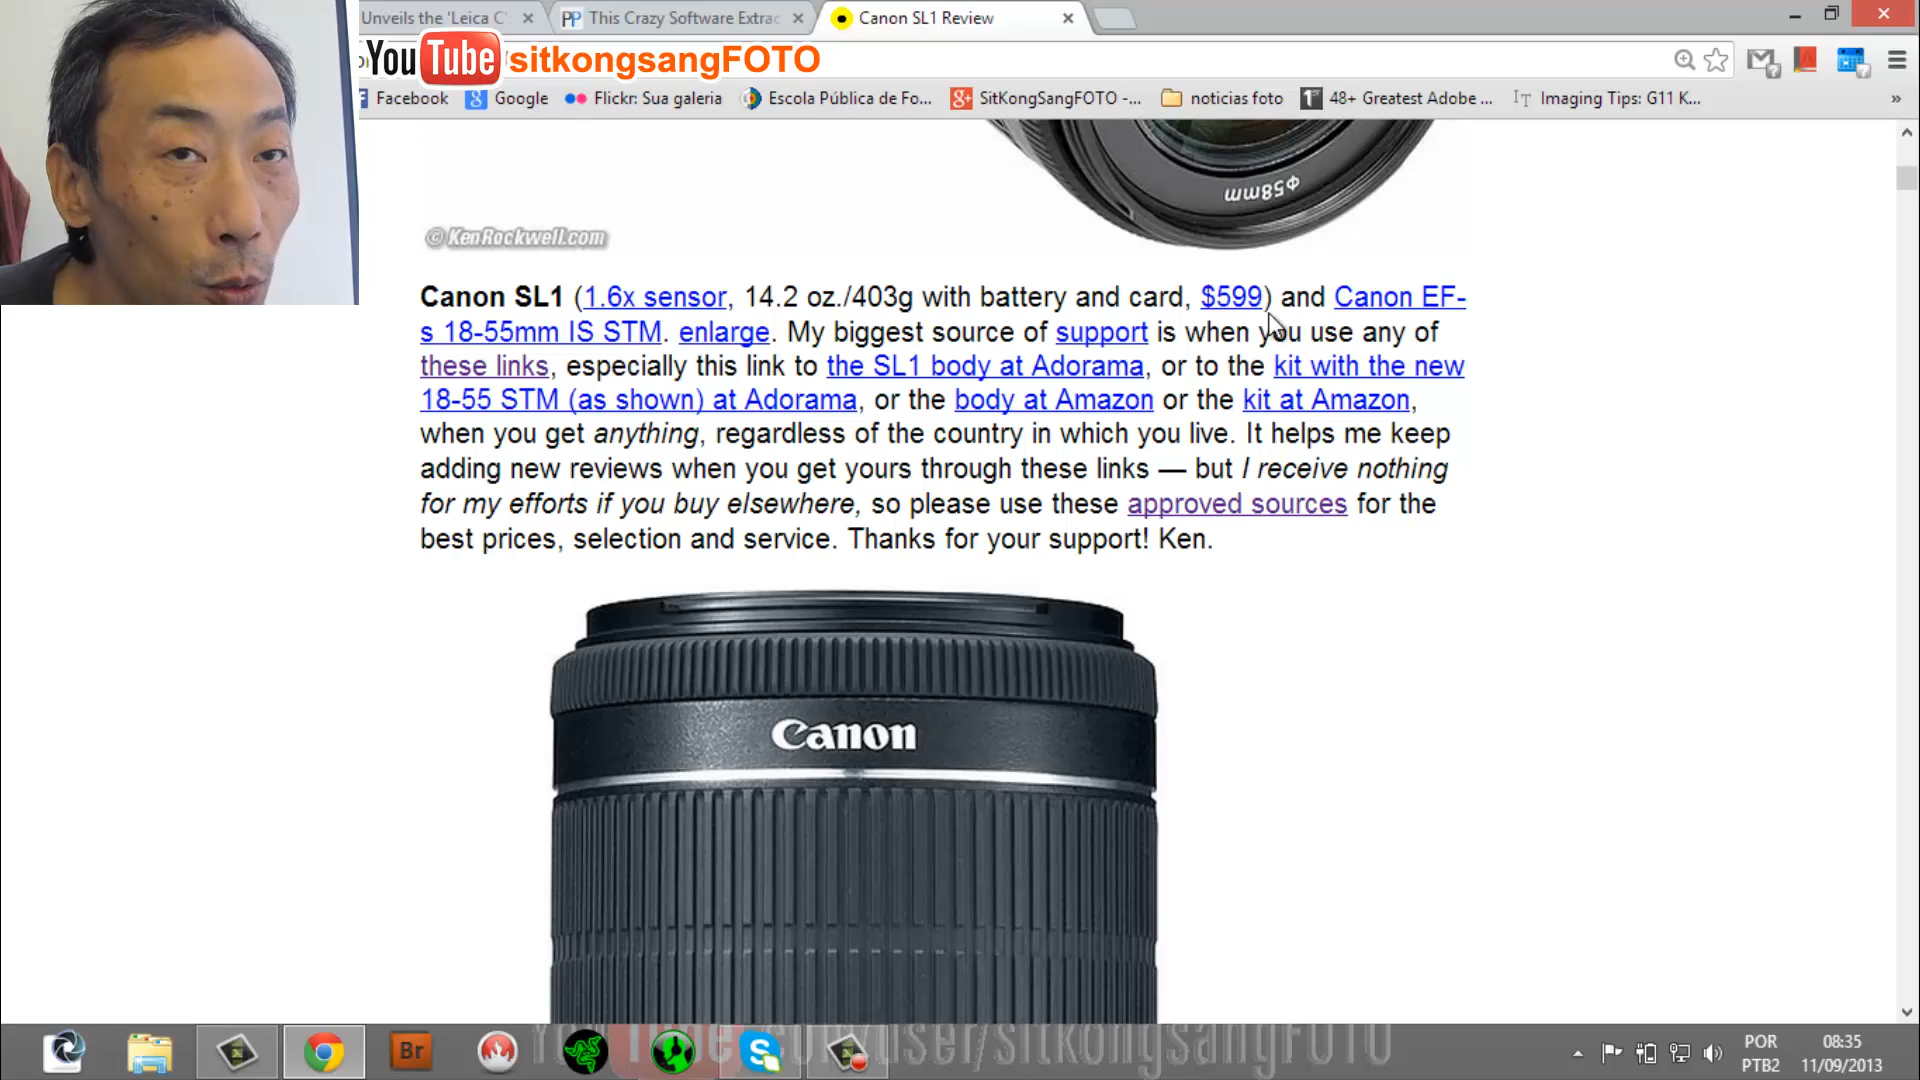 Unveils the 'Leica C
This Crazy Software Extrac
Canon SL1 Review
YouTube sitkongsangFOTO
Facebook
Google
Flickr: Sua galeria
Escola Pública de Fo...
SitKongSangFOTO -...
noticias foto
48+ Greatest Adobe ...
Imaging Tips: G11 K...
»
Φ58mm
© KenRockwell.com
Canon SL1 (1.6x sensor, 14.2 oz./403g with battery and card, $599) and Canon EF-
s 18-55mm IS STM. enlarge. My biggest source of support is when you use any of
these links, especially this link to the SL1 body at Adorama, or to the kit with the new
18-55 STM (as shown) at Adorama, or the body at Amazon or the kit at Amazon,
when you get anything, regardless of the country in which you live. It helps me keep
adding new reviews when you get yours through these links — but I receive nothing
for my efforts if you buy elsewhere, so please use these approved sources for the
best prices, selection and service. Thanks for your support! Ken.
Canon
Br
user/sitkongsangFOTO
POR
PTB2
08:35
11/09/2013